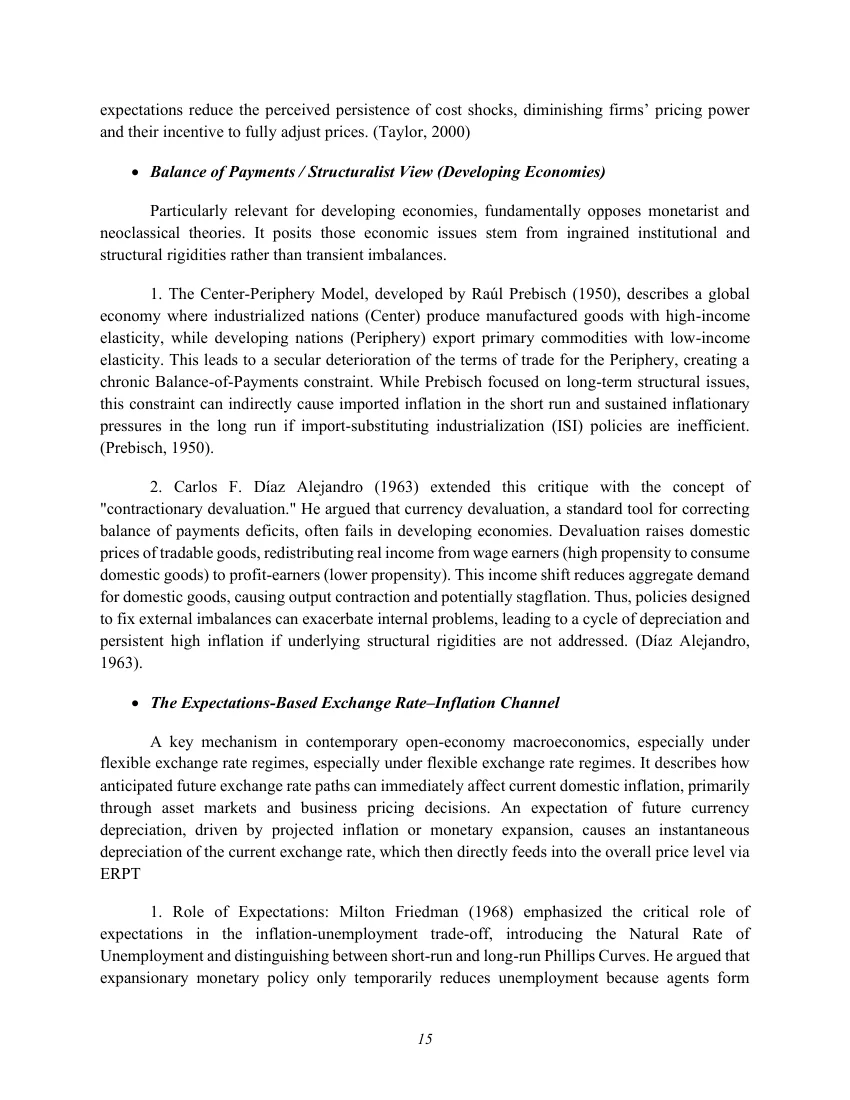 expectations reduce the perceived persistence of cost shocks, diminishing firms’ pricing power
and their incentive to fully adjust prices. (Taylor, 2000)
• Balance of Payments / Structuralist View (Developing Economies)
Particularly relevant for developing economies, fundamentally opposes monetarist and
neoclassical theories. It posits those economic issues stem from ingrained institutional and
structural rigidities rather than transient imbalances.
1. The Center-Periphery Model, developed by Raúl Prebisch (1950), describes a global
economy where industrialized nations (Center) produce manufactured goods with high-income
elasticity, while developing nations (Periphery) export primary commodities with low-income
elasticity. This leads to a secular deterioration of the terms of trade for the Periphery, creating a
chronic Balance-of-Payments constraint. While Prebisch focused on long-term structural issues,
this constraint can indirectly cause imported inflation in the short run and sustained inflationary
pressures in the long run if import-substituting industrialization (ISI) policies are inefficient.
(Prebisch, 1950).
2. Carlos F. Díaz Alejandro (1963) extended this critique with the concept of
"contractionary devaluation." He argued that currency devaluation, a standard tool for correcting
balance of payments deficits, often fails in developing economies. Devaluation raises domestic
prices of tradable goods, redistributing real income from wage earners (high propensity to consume
domestic goods) to profit-earners (lower propensity). This income shift reduces aggregate demand
for domestic goods, causing output contraction and potentially stagflation. Thus, policies designed
to fix external imbalances can exacerbate internal problems, leading to a cycle of depreciation and
persistent high inflation if underlying structural rigidities are not addressed. (Díaz Alejandro,
1963).
• The Expectations-Based Exchange Rate–Inflation Channel
A key mechanism in contemporary open-economy macroeconomics, especially under
flexible exchange rate regimes, especially under flexible exchange rate regimes. It describes how
anticipated future exchange rate paths can immediately affect current domestic inflation, primarily
through asset markets and business pricing decisions. An expectation of future currency
depreciation, driven by projected inflation or monetary expansion, causes an instantaneous
depreciation of the current exchange rate, which then directly feeds into the overall price level via
ERPT
1. Role of Expectations: Milton Friedman (1968) emphasized the critical role of
expectations in the inflation-unemployment trade-off, introducing the Natural Rate of
Unemployment and distinguishing between short-run and long-run Phillips Curves. He argued that
expansionary monetary policy only temporarily reduces unemployment because agents form
15